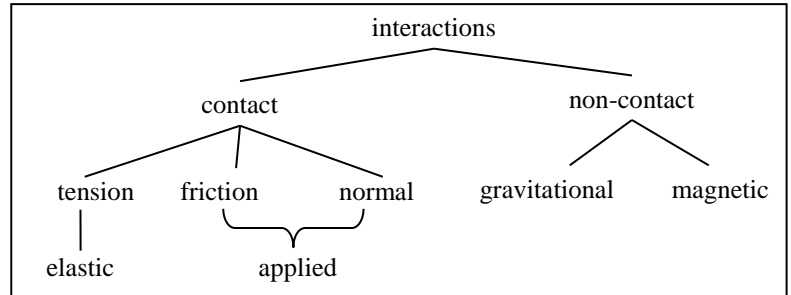 interactions
contact non-contact
tension friction normal gravitational magnetic
elastic applied